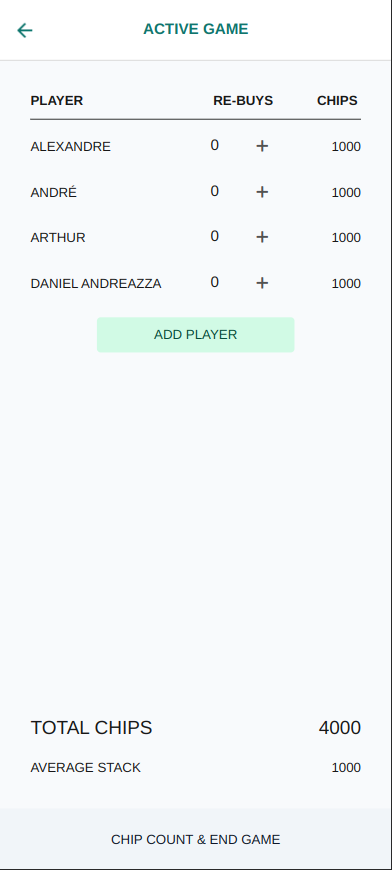 ACTIVE GAME
PLAYER RE-BUYS CHIPS
ALEXANDRE 0 + 1000
ANDRÉ 0 + 1000
ARTHUR 0 + 1000
DANIEL ANDREAZZA 0 + 1000
ADD PLAYER
TOTAL CHIPS 4000
AVERAGE STACK 1000
CHIP COUNT & END GAME